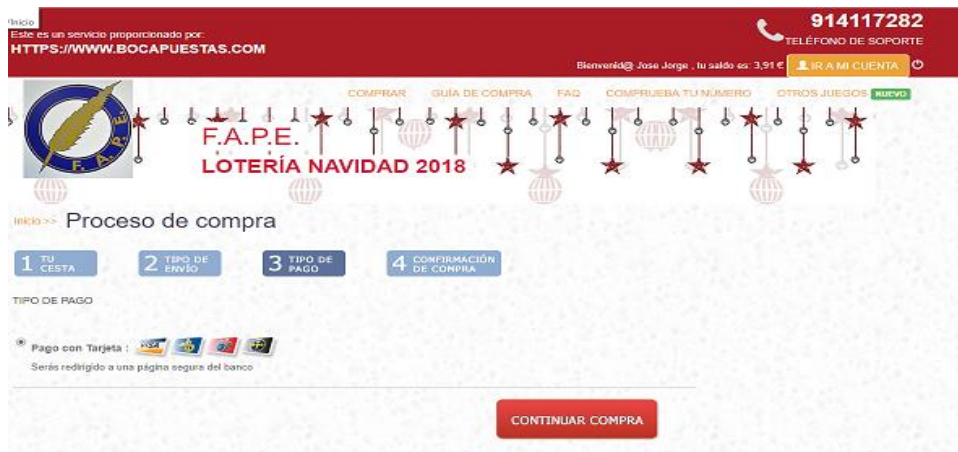 Inicio
Este es un servicio proporcionado por:
HTTPS://WWW.BOCAPUESTAS.COM
914117282
TELÉFONO DE SOPORTE
Bienvenid@ Jose Jorge , tu saldo es: 3,91 € IR A MI CUENTA
COMPRAR GUÍA DE COMPRA FAQ COMPRUEBA TU NÚMERO OTROS JUEGOS NUEVO
F. A. P. E.
F.A.P.E.
LOTERÍA NAVIDAD 2018
Inicio >> Proceso de compra
1 TU CESTA 2 TIPO DE ENVÍO 3 TIPO DE PAGO 4 CONFIRMACIÓN DE COMPRA
TIPO DE PAGO
Pago con Tarjeta : VISA
Serás redirigido a una página segura del banco
CONTINUAR COMPRA